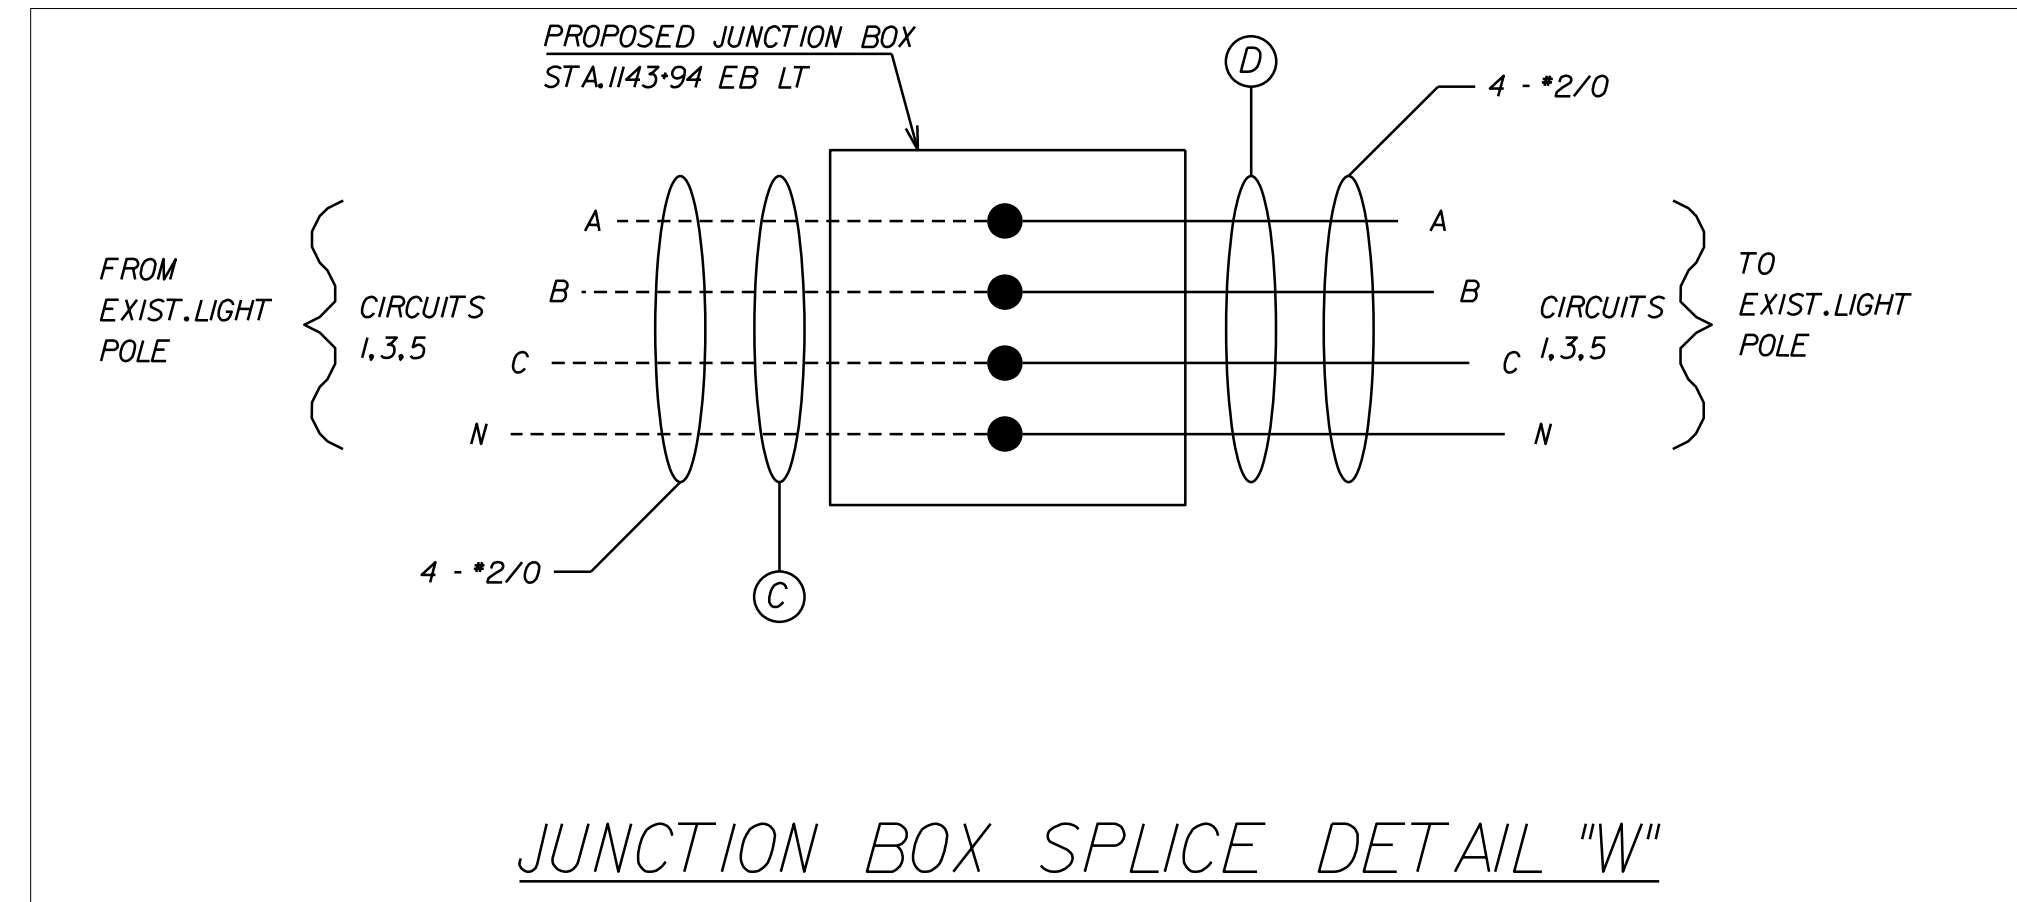 PROPOSED JUNCTION BOX
STA.1143+94 EB LT
D
4 - #2/0
A
A
B
B
C
C
N
N
FROM
EXIST.LIGHT
POLE
CIRCUITS
1,3,5
CIRCUITS
1,3,5
TO
EXIST.LIGHT
POLE
4 - #2/0
C
JUNCTION BOX SPLICE DETAIL "W"